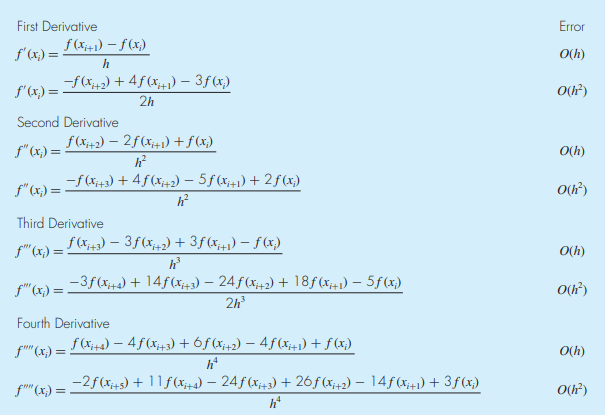 First Derivative Error
f′(xᵢ) = (f(xᵢ₊₁) − f(xᵢ)) / h O(h)
f′(xᵢ) = (−f(xᵢ₊₂) + 4f(xᵢ₊₁) − 3f(xᵢ)) / 2h O(h²)
Second Derivative
f″(xᵢ) = (f(xᵢ₊₂) − 2f(xᵢ₊₁) + f(xᵢ)) / h² O(h)
f″(xᵢ) = (−f(xᵢ₊₃) + 4f(xᵢ₊₂) − 5f(xᵢ₊₁) + 2f(xᵢ)) / h² O(h²)
Third Derivative
f‴(xᵢ) = (f(xᵢ₊₃) − 3f(xᵢ₊₂) + 3f(xᵢ₊₁) − f(xᵢ)) / h³ O(h)
f‴(xᵢ) = (−3f(xᵢ₊₄) + 14f(xᵢ₊₃) − 24f(xᵢ₊₂) + 18f(xᵢ₊₁) − 5f(xᵢ)) / 2h³ O(h²)
Fourth Derivative
f⁗(xᵢ) = (f(xᵢ₊₄) − 4f(xᵢ₊₃) + 6f(xᵢ₊₂) − 4f(xᵢ₊₁) + f(xᵢ)) / h⁴ O(h)
f⁗(xᵢ) = (−2f(xᵢ₊₅) + 11f(xᵢ₊₄) − 24f(xᵢ₊₃) + 26f(xᵢ₊₂) − 14f(xᵢ₊₁) + 3f(xᵢ)) / h⁴ O(h²)